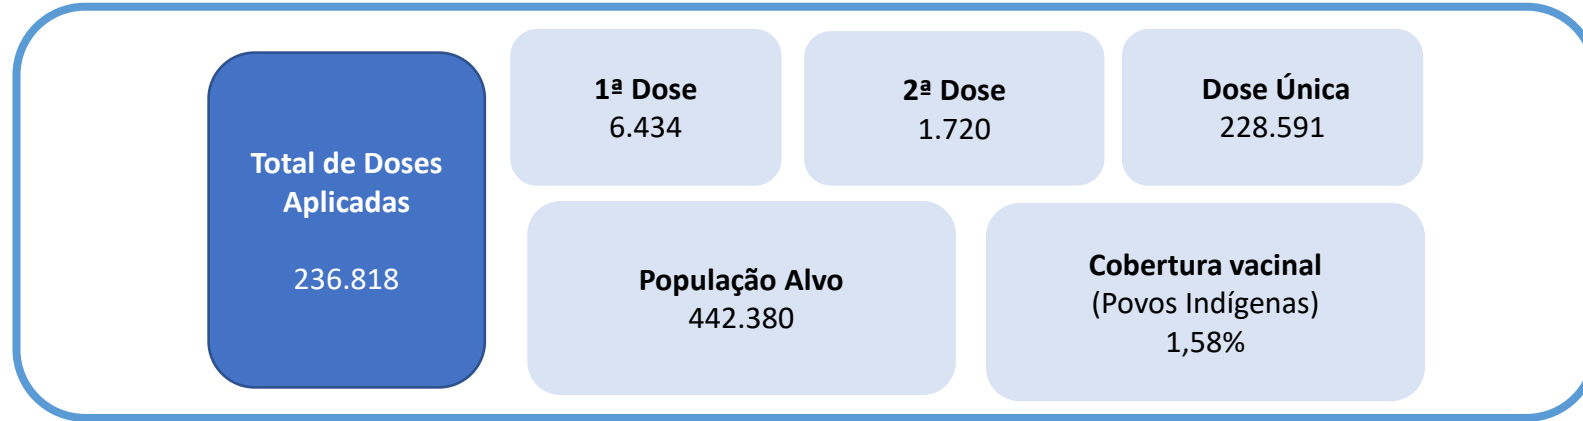 Total de Doses
Aplicadas
236.818
1ª Dose
6.434
2ª Dose
1.720
Dose Única
228.591
População Alvo
442.380
Cobertura vacinal
(Povos Indígenas)
1,58%